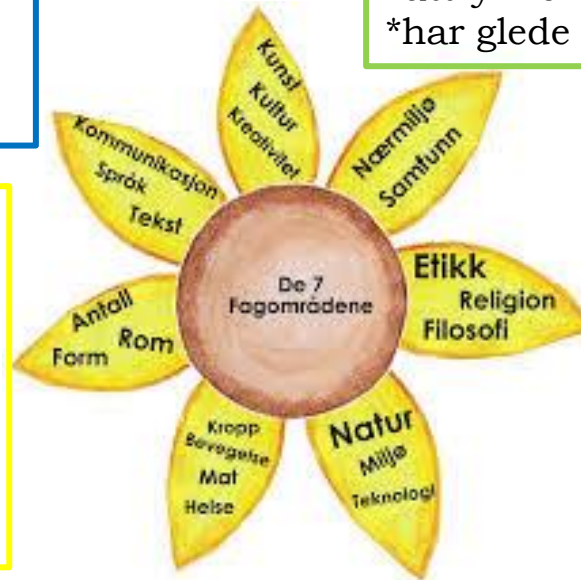 *har glede
Kunst
Kultur
Kreativitet
Nærmiljø
Samfunn
Kommunikasjon
Språk
Tekst
De 7
Fagområdene
Etikk
Religion
Filosofi
Antall
Rom
Form
Kropp
Bevegelse
Mat
Helse
Natur
Miljø
Teknologi